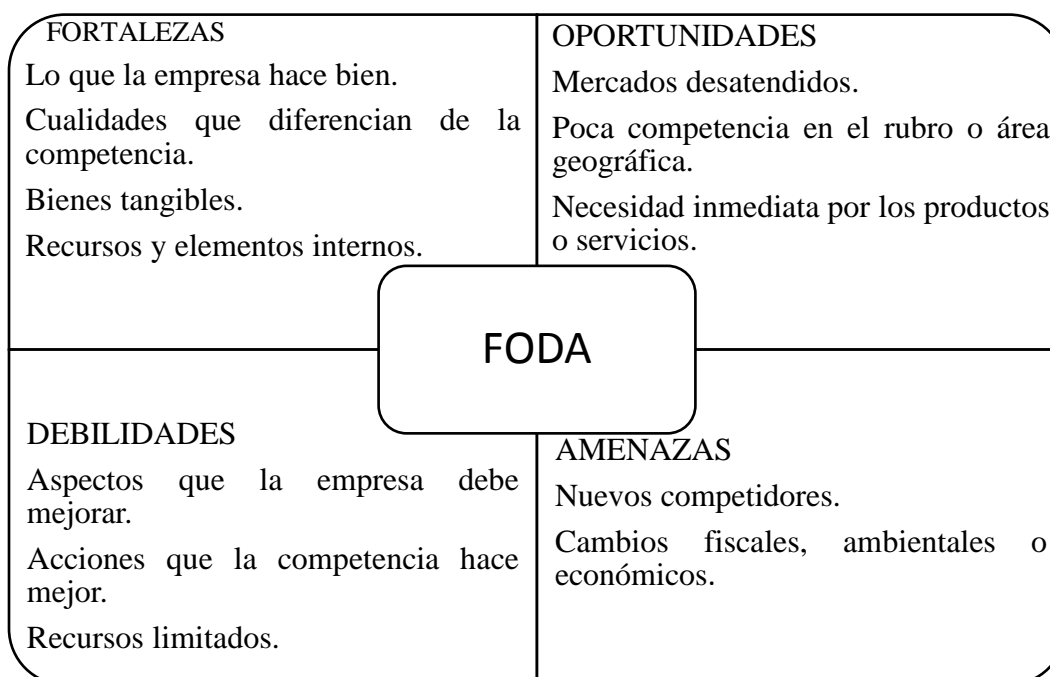 FORTALEZAS
Lo que la empresa hace bien.
Cualidades que diferencian de la
competencia.
Bienes tangibles.
Recursos y elementos internos.
OPORTUNIDADES
Mercados desatendidos.
Poca competencia en el rubro o área
geográfica.
Necesidad inmediata por los productos
o servicios.
FODA
DEBILIDADES
Aspectos que la empresa debe
mejorar.
Acciones que la competencia hace
mejor.
Recursos limitados.
AMENAZAS
Nuevos competidores.
Cambios fiscales, ambientales o
económicos.